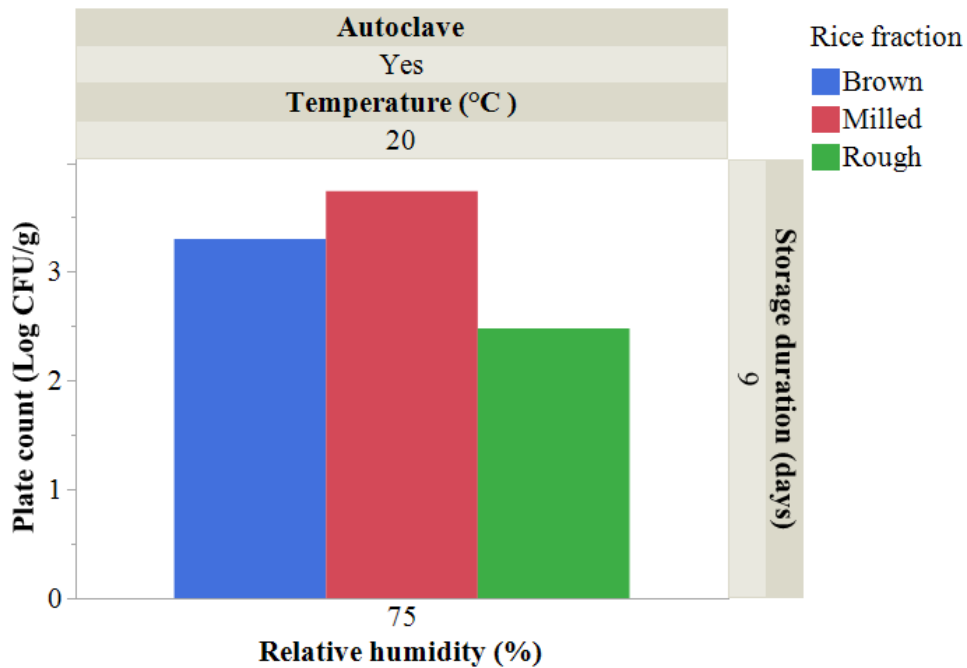 Autoclave
Yes
Temperature (°C )
20
Rice fraction
Brown
Milled
Rough
Plate count (Log CFU/g)
3
2
1
0
75
Relative humidity (%)
6
Storage duration (days)